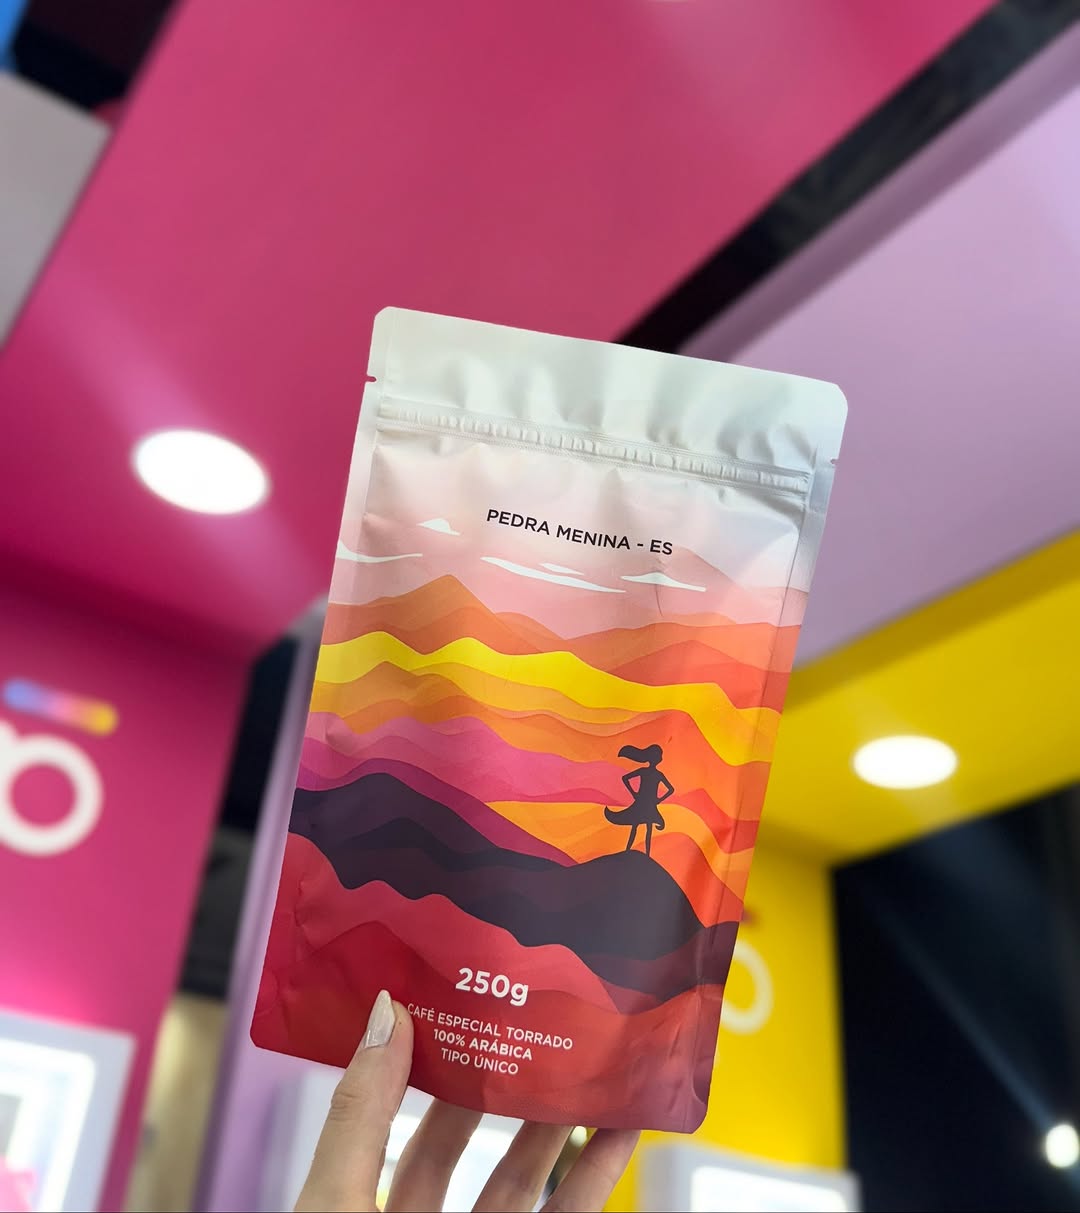 PEDRA MENINA - ES
250g
CAFÉ ESPECIAL TORRADO
100% ARÁBICA
TIPO ÚNICO